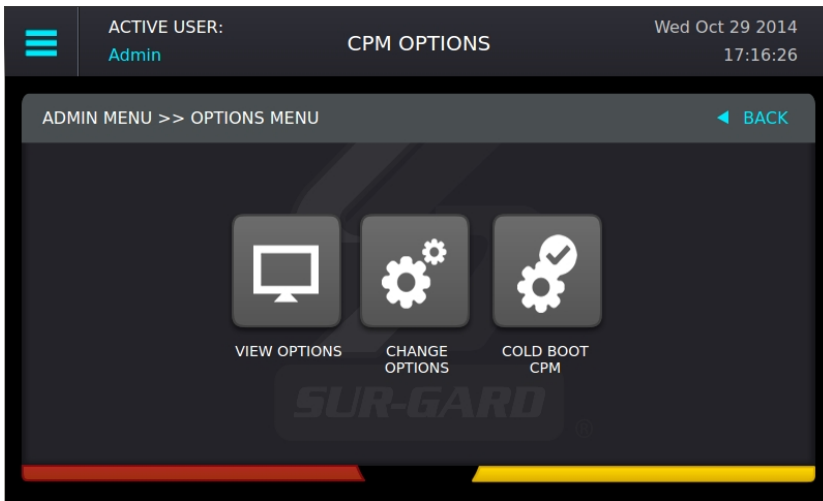 ACTIVE USER:
Admin
CPM OPTIONS
Wed Oct 29 2014
17:16:26
ADMIN MENU >> OPTIONS MENU
BACK
VIEW OPTIONS
CHANGE
OPTIONS
COLD BOOT
CPM
SUR-GARD
®